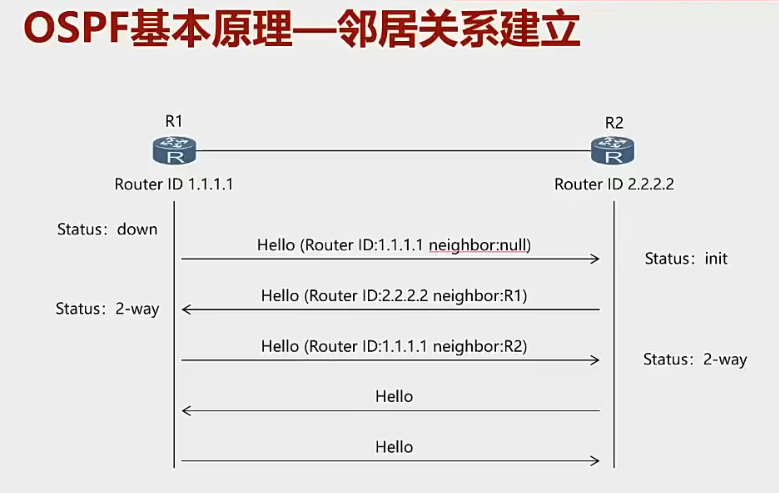 OSPF基本原理—邻居关系建立
R1
R2
R
R
Router ID 1.1.1.1
Router ID 2.2.2.2
Status：down
Hello (Router ID:1.1.1.1 neighbor:null)
Status：init
Hello (Router ID:2.2.2.2 neighbor:R1)
Status：2-way
Hello (Router ID:1.1.1.1 neighbor:R2)
Status：2-way
Hello
Hello